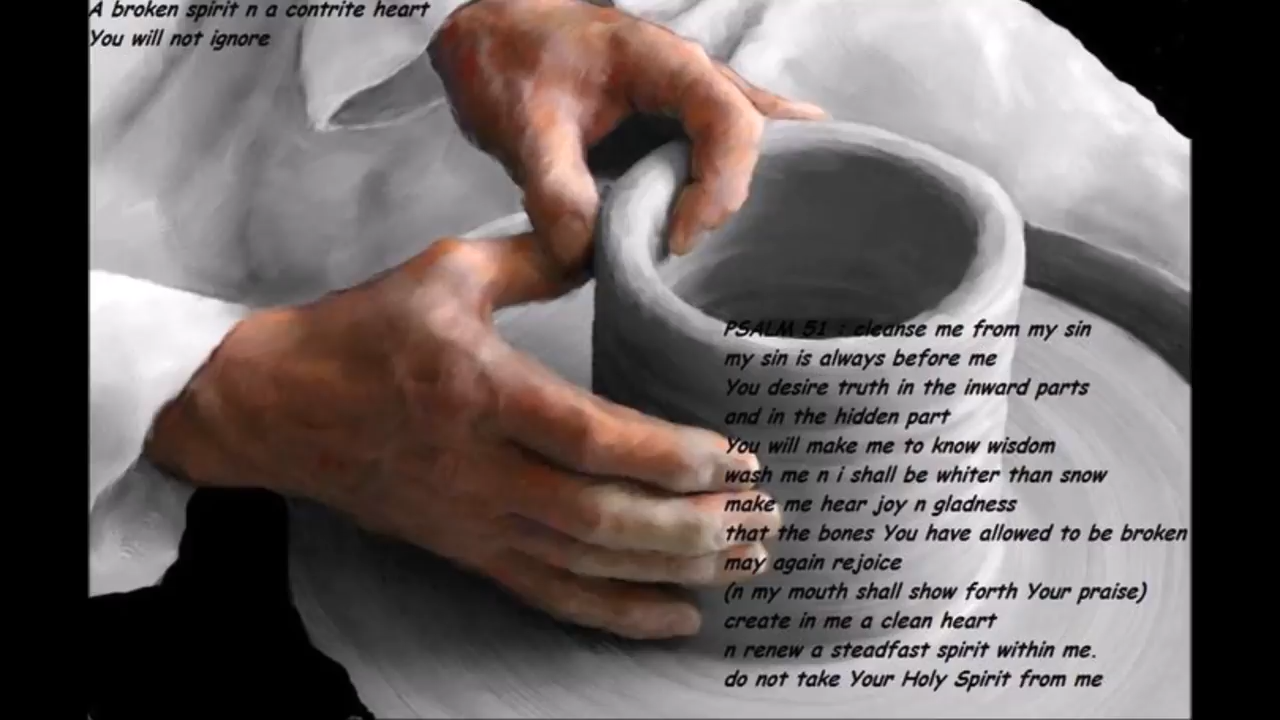 A broken spirit n a contrite heart
You will not ignore
PSALM 51 : cleanse me from my sin
my sin is always before me
You desire truth in the inward parts
and in the hidden part
You will make me to know wisdom
wash me n i shall be whiter than snow
make me hear joy n gladness
that the bones You have allowed to be broken
may again rejoice
(n my mouth shall show forth Your praise)
create in me a clean heart
n renew a steadfast spirit within me.
do not take Your Holy Spirit from me